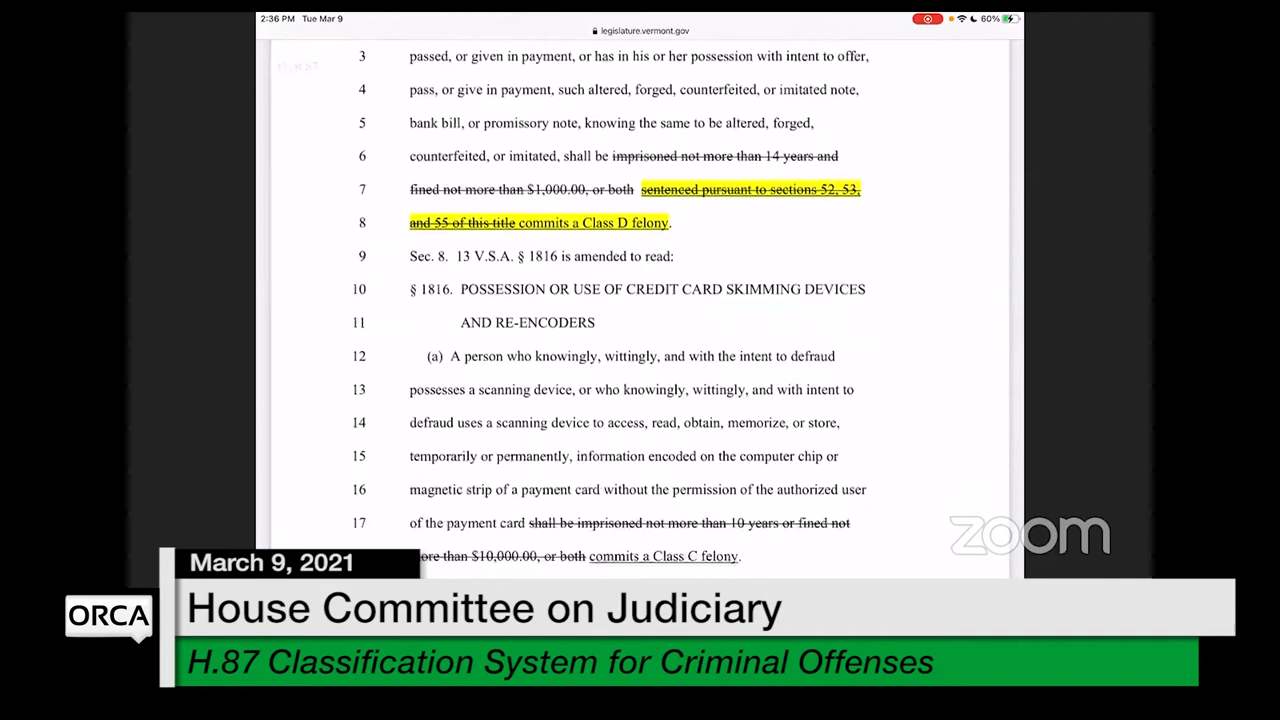 2:36 PM Tue Mar 9
60%
legislature.vermont.gov
3 passed, or given in payment, or has in his or her possession with intent to offer,
4 pass, or give in payment, such altered, forged, counterfeited, or imitated note,
5 bank bill, or promissory note, knowing the same to be altered, forged,
6 counterfeited, or imitated, shall be imprisoned not more than 14 years and
7 fined not more than $1,000.00, or both sentenced pursuant to sections 52, 53,
8 and 55 of this title commits a Class D felony.
9 Sec. 8. 13 V.S.A. § 1816 is amended to read:
10 § 1816. POSSESSION OR USE OF CREDIT CARD SKIMMING DEVICES
11 AND RE-ENCODERS
12 (a) A person who knowingly, wittingly, and with the intent to defraud
13 possesses a scanning device, or who knowingly, wittingly, and with intent to
14 defraud uses a scanning device to access, read, obtain, memorize, or store,
15 temporarily or permanently, information encoded on the computer chip or
16 magnetic strip of a payment card without the permission of the authorized user
17 of the payment card shall be imprisoned not more than 10 years or fined not
than $10,000.00, or both commits a Class C felony.
zoom
March 9, 2021
ORCA
House Committee on Judiciary
H.87 Classification System for Criminal Offenses